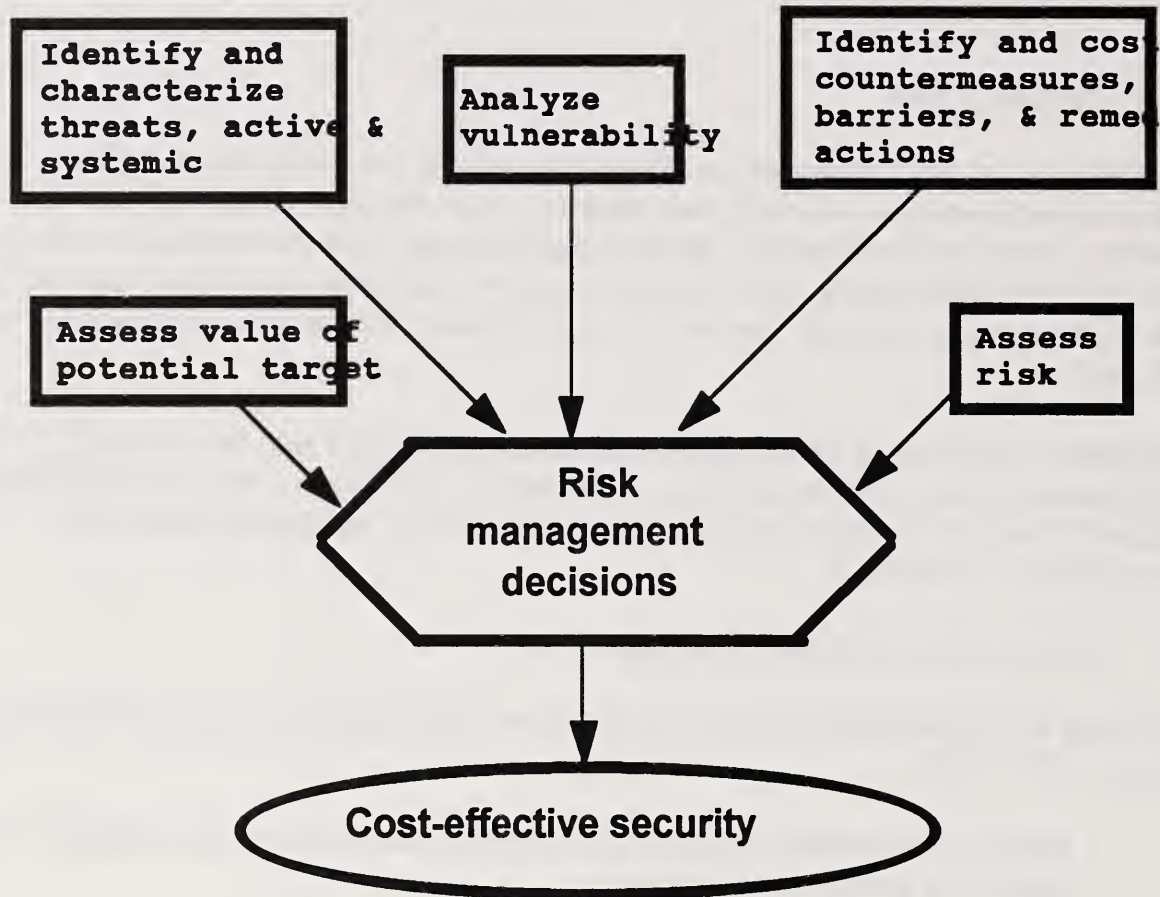 Identify and
characterize
threats, active &
systemic
Analyze
vulnerability
Identify and cost
countermeasures,
barriers, &
actions
Assess value of
potential target
Assess
risk
Risk
management
decisions
Cost-effective security